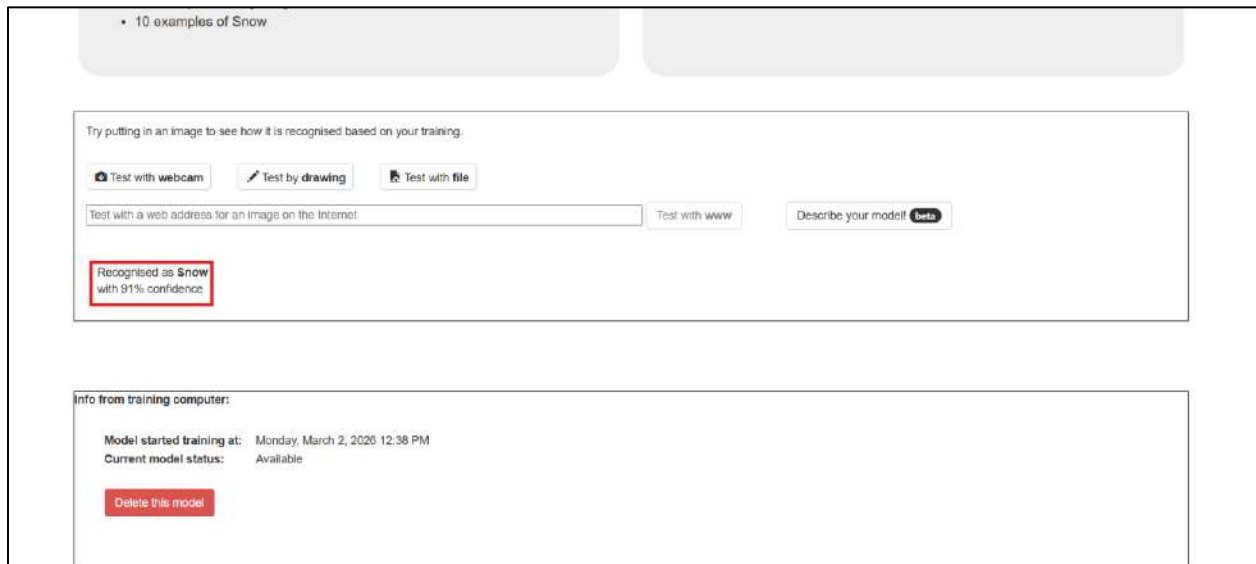 • 10 examples of Snow
Try putting in an image to see how it is recognised based on your training.
Test with webcam Test by drawing Test with file
Test with a web address for an image on the Internet Test with www Describe your model! beta
Recognised as Snow
with 91% confidence
Info from training computer:
Model started training at: Monday, March 2, 2026 12:38 PM
Current model status: Available
Delete this model